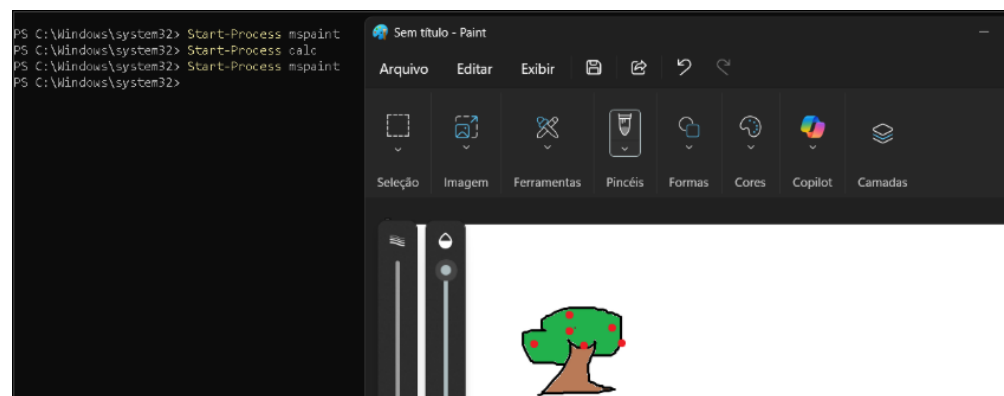 PS C:\Windows\system32> Start-Process mspaint
PS C:\Windows\system32> Start-Process calc
PS C:\Windows\system32> Start-Process mspaint
PS C:\Windows\system32>
Sem título - Paint
Arquivo Editar Exibir
Seleção Imagem Ferramentas Pincéis Formas Cores Copilot Camadas